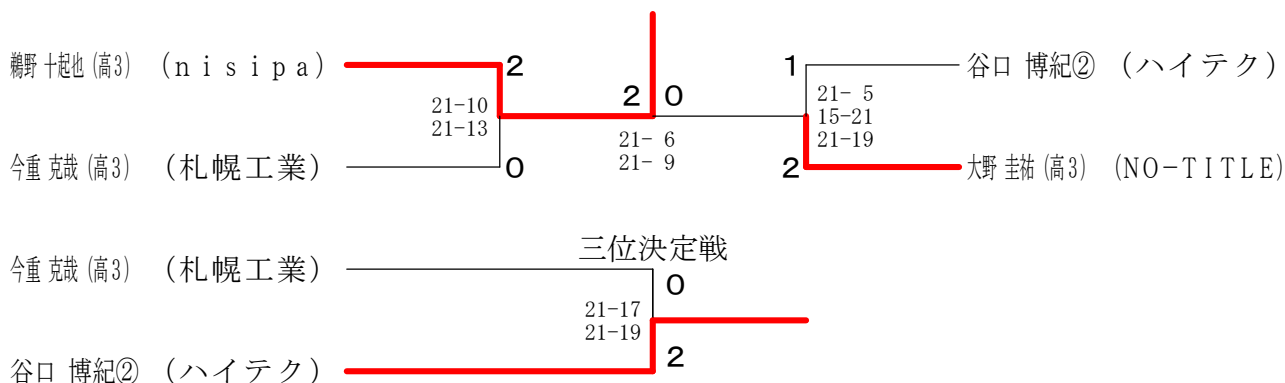 鵜野 十起也 (高3) (nisipa)
2
1
谷口 博紀② (ハイテク)
21-10
21-13
2 0
21- 5
15-21
21-19
21- 6
21- 9
今重 克哉 (高3) (札幌工業)
0
2
大野 圭祐 (高3) (NO-TITLE)
三位決定戦
今重 克哉 (高3) (札幌工業)
0
21-17
21-19
2
谷口 博紀② (ハイテク)